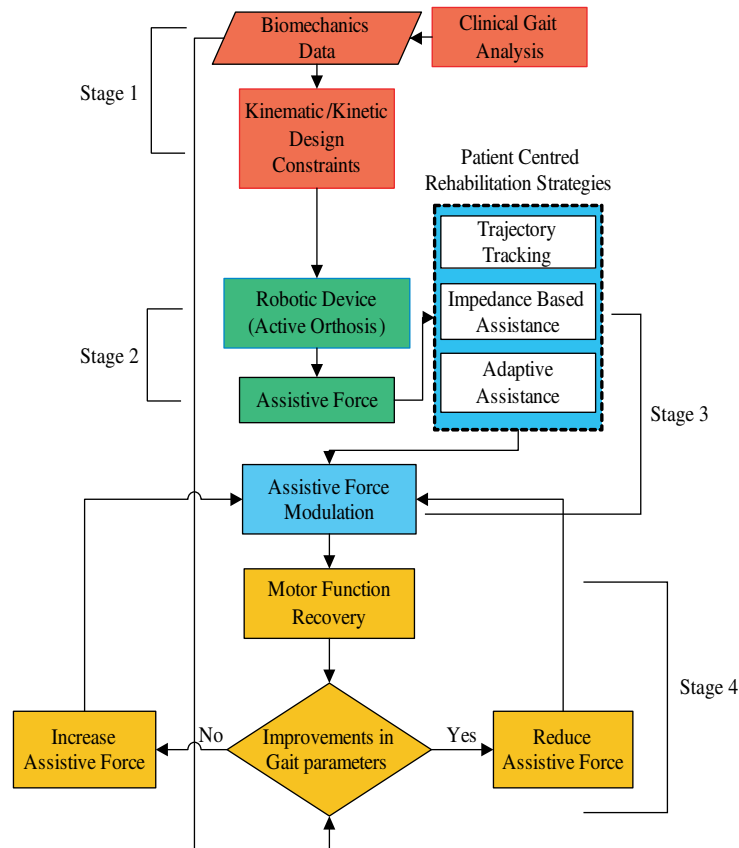 Biomechanics
Data
Clinical Gait
Analysis
Stage 1
Kinematic/Kinetic
Design
Constraints
Patient Centred
Rehabilitation Strategies
Trajectory
Tracking
Robotic Device
(Active Orthosis)
Impedance Based
Assistance
Stage 2
Adaptive
Assistance
Assistive Force
Stage 3
Assistive Force
Modulation
Motor Function
Recovery
Stage 4
Increase
Assistive Force
No
Improvements in
Gait parameters
Yes
Reduce
Assistive Force